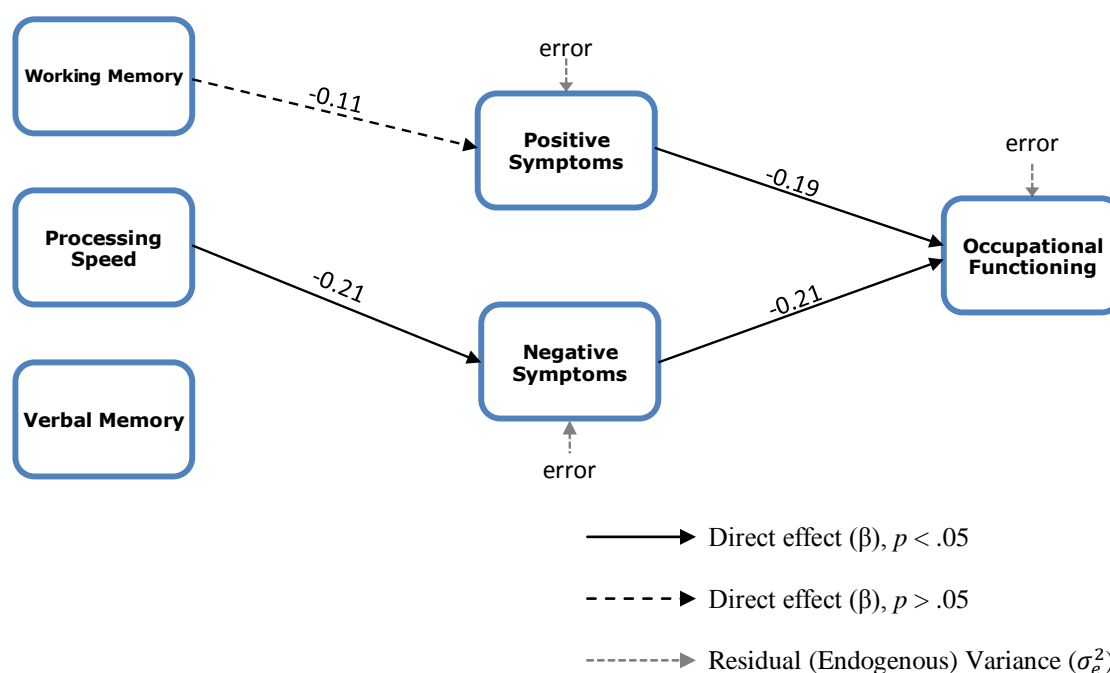 Working Memory
error
-0.11
Positive
Symptoms
error
-0.19
Processing
Speed
Occupational
Functioning
-0.21
-0.21
Negative
Symptoms
Verbal Memory
error
Direct effect (β), p < .05
Direct effect (β), p > .05
Residual (Endogenous) Variance (σₑ²)